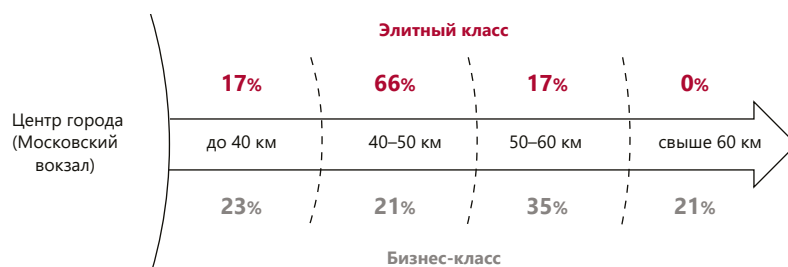 Элитный класс
17% 66% 17% 0%
Центр города
(Московский
вокзал)
до 40 км 40–50 км 50–60 км свыше 60 км
23% 21% 35% 21%
Бизнес-класс